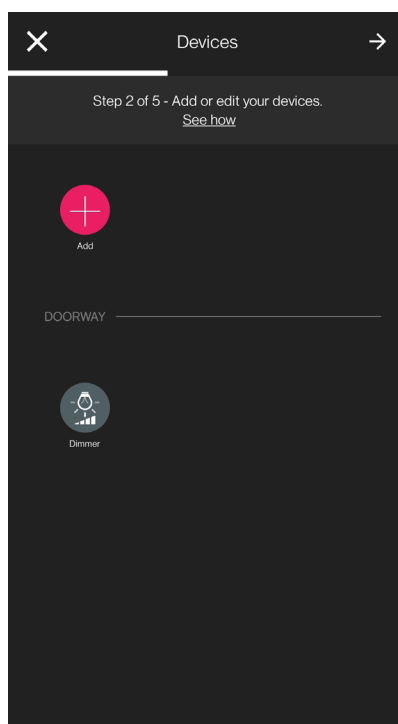 Devices
Step 2 of 5 - Add or edit your devices.
See how
Add
DOORWAY
Dimmer